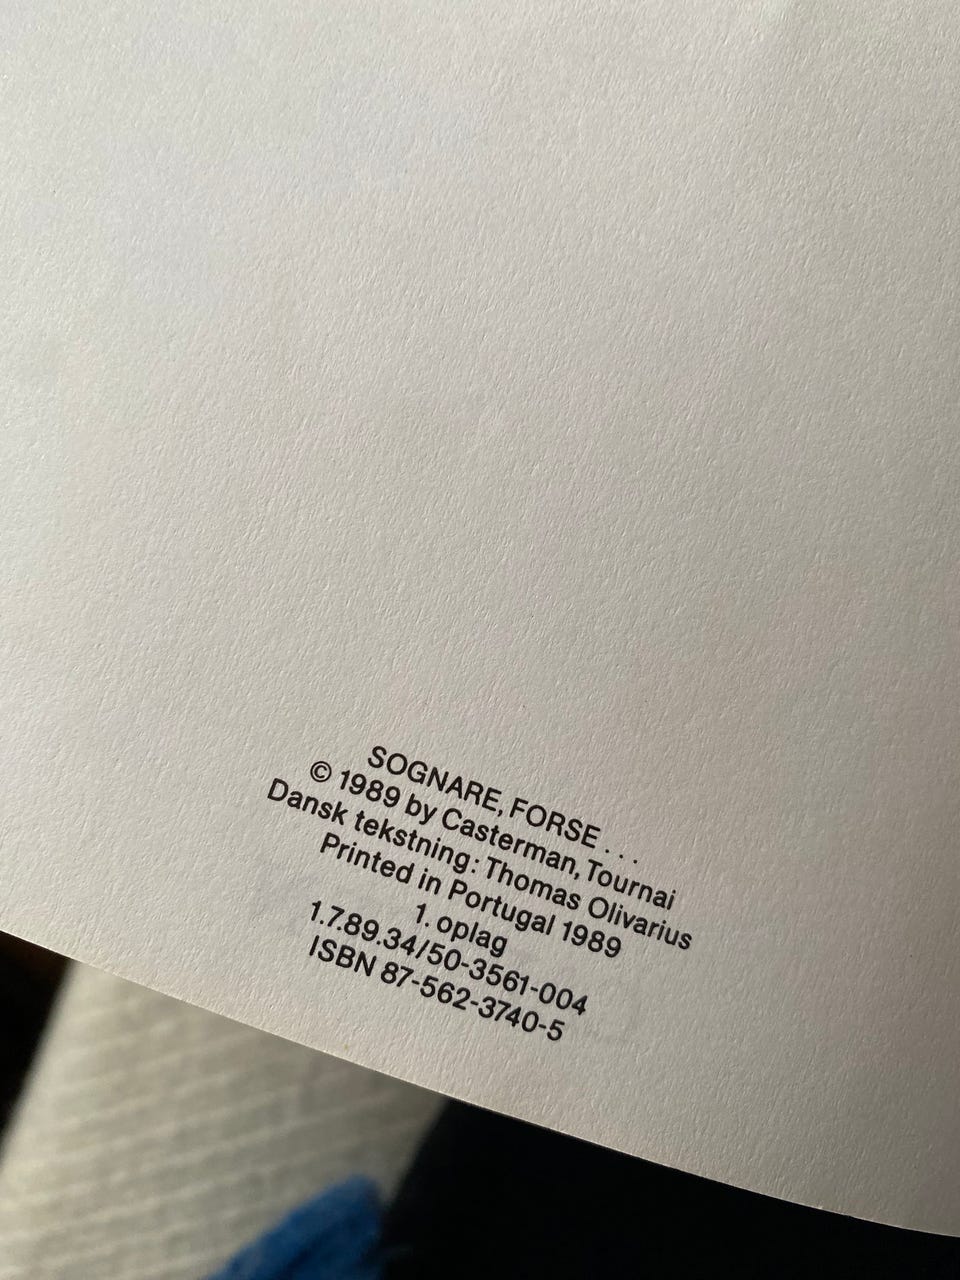 SOGNARE, FORSE . . .
© 1989 by Casterman, Tournai
Dansk tekstning: Thomas Olivarius
Printed in Portugal 1989
1. oplag
1.7.89.34/50-3561-004
ISBN 87-562-3740-5